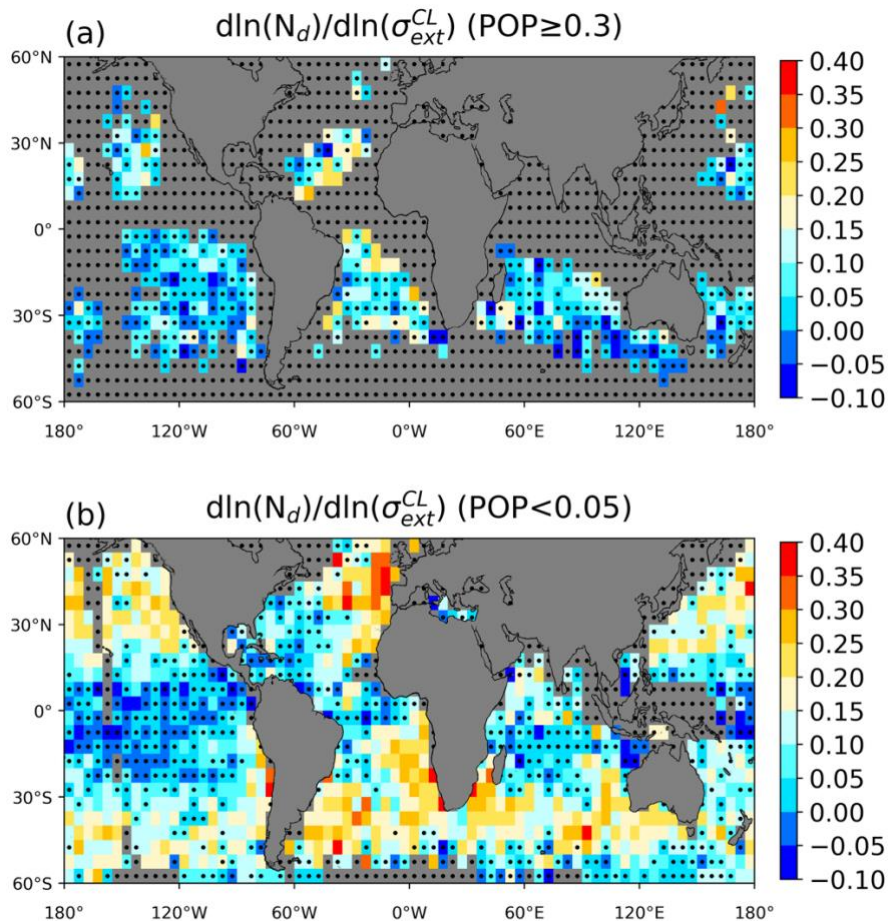 (a) dln(N_d)/dln(σ_ext^CL) (POP≥0.3)
60°N
30°N
0°
30°S
60°S
180° 120°W 60°W 0°W 60°E 120°E 180°
0.40
0.35
0.30
0.25
0.20
0.15
0.10
0.05
0.00
−0.05
−0.10
(b) dln(N_d)/dln(σ_ext^CL) (POP<0.05)
60°N
30°N
0°
30°S
60°S
180° 120°W 60°W 0°W 60°E 120°E 180°
0.40
0.35
0.30
0.25
0.20
0.15
0.10
0.05
0.00
−0.05
−0.10